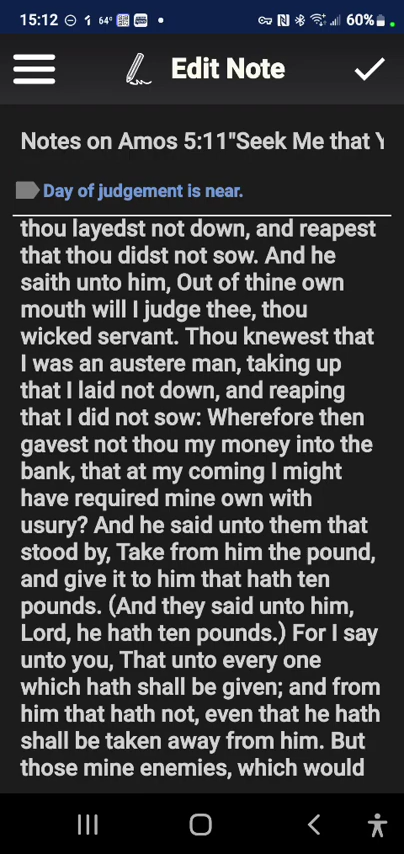 15:12 64° 60%
Edit Note
Notes on Amos 5:11"Seek Me that Y
Day of judgement is near.
thou layedst not down, and reapest
that thou didst not sow. And he
saith unto him, Out of thine own
mouth will I judge thee, thou
wicked servant. Thou knewest that
I was an austere man, taking up
that I laid not down, and reaping
that I did not sow: Wherefore then
gavest not thou my money into the
bank, that at my coming I might
have required mine own with
usury? And he said unto them that
stood by, Take from him the pound,
and give it to him that hath ten
pounds. (And they said unto him,
Lord, he hath ten pounds.) For I say
unto you, That unto every one
which hath shall be given; and from
him that hath not, even that he hath
shall be taken away from him. But
those mine enemies, which would